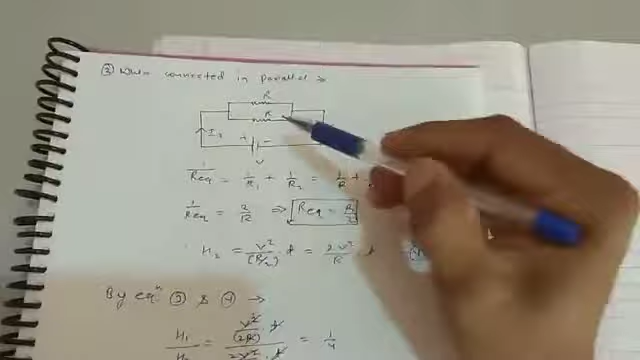 ② When connected in parallel :-
R
R
I₂ + -
V
1/Req = 1/R₁ + 1/R₂ = 1/R +
1/Req = 2/R ⇒ Req = R/2
H₂ = V²/(R/2) · t = 2V²/R · t
By eqⁿ ③ & ④ →
H₁/H₂ = V²/(2R) · t / 2V²/ · t = 1/4